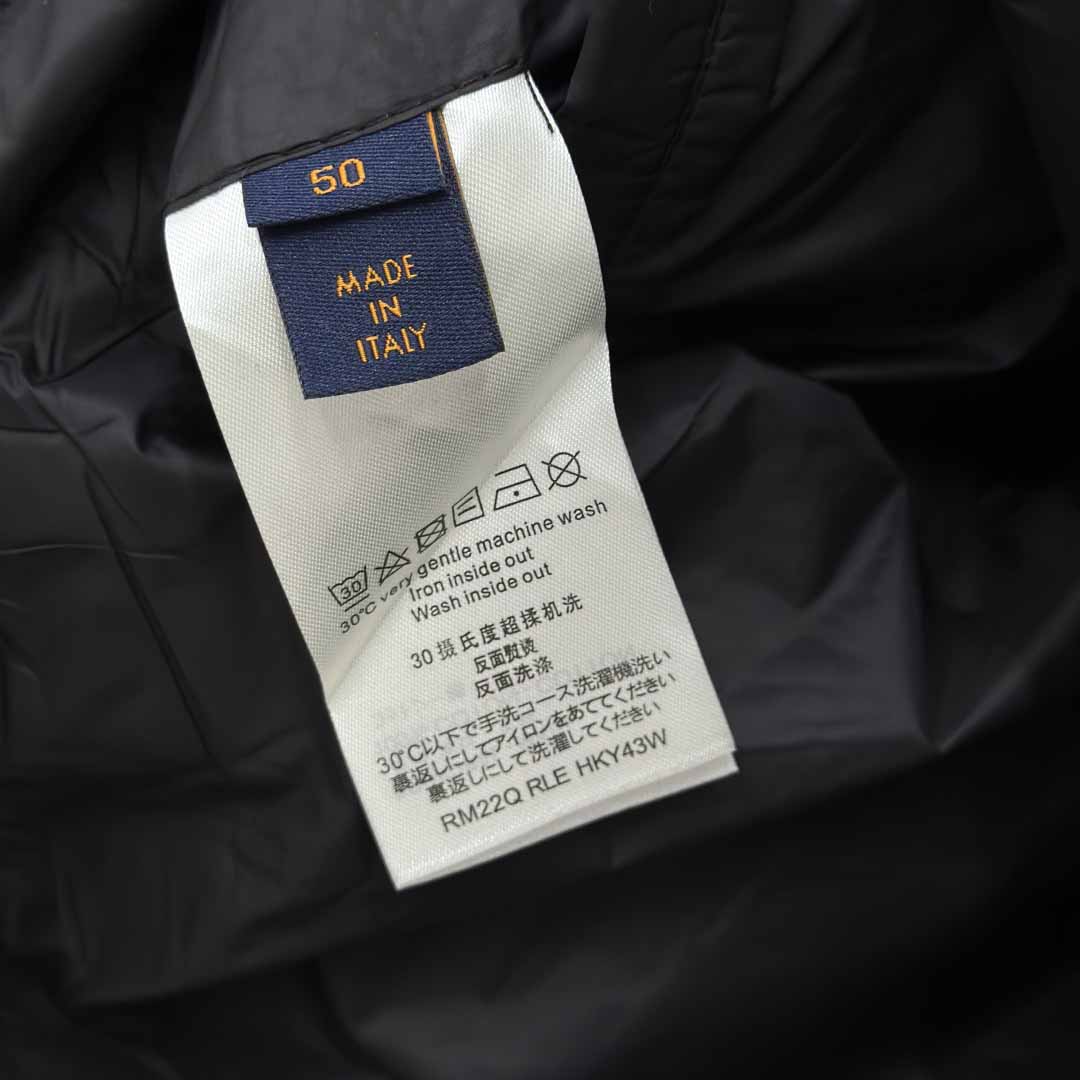 50
MADE
IN
ITALY
30
30°C very gentle machine wash
Iron inside out
Wash inside out
30 摄氏度超揉机洗
反面熨烫
反面洗涤
30℃以下で手洗コース洗濯機洗い
裏返しにしてアイロンをあててください
裏返しにして洗濯してください
RM22Q RLE HKY43W